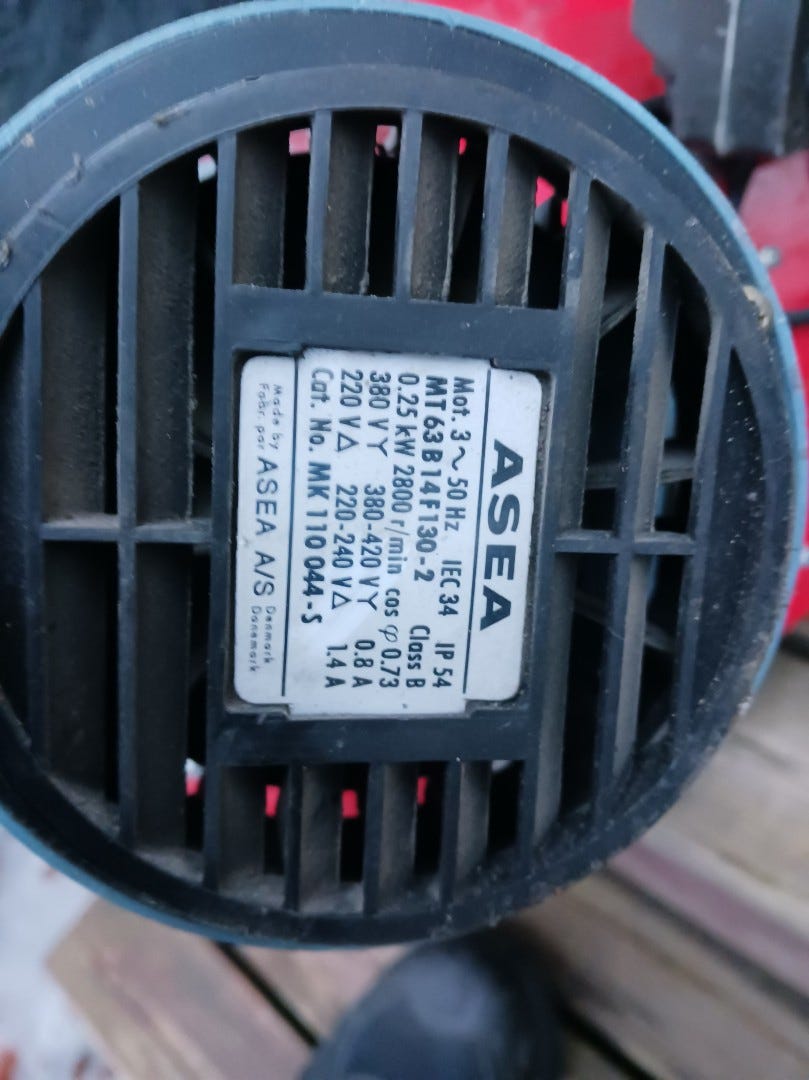 ASEA
Mot. 3 ~ 50 Hz IEC 34 IP 54
MT 63 B 14 F130-2 Class B
0.25 kW 2800 r/min cos φ 0.73
380 V Y 380-420 V Y 0.8 A
220 V Δ 220-240 V Δ 1.4 A
Cat. No. MK 110 044-S
Made by ASEA A/S Denmark
Fabr. par Danemark